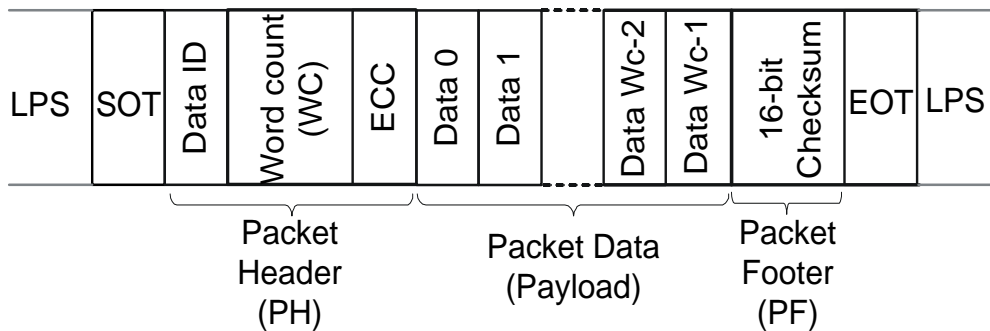 LPS
SOT
Data ID
Word count
(WC)
ECC
Data 0
Data 1
Data Wc-2
Data Wc-1
16-bit
Checksum
EOT
LPS
Packet
Header
(PH)
Packet Data
(Payload)
Packet
Footer
(PF)